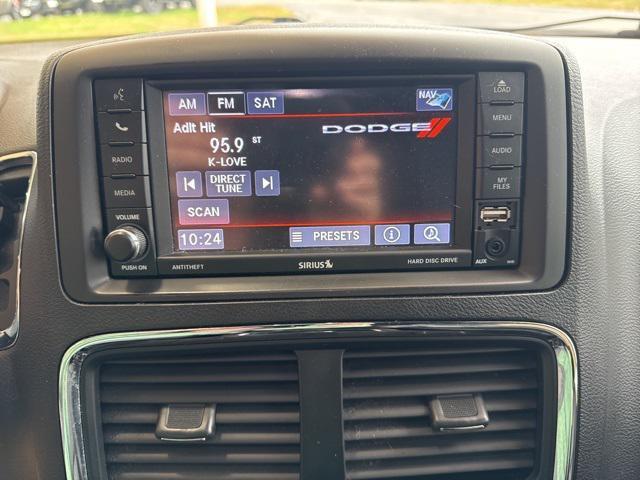 AM FM SAT NAV
Adlt Hit
95.9 ST
K-LOVE
DODGE
DIRECT
TUNE
SCAN
10:24 PRESETS
RADIO
MEDIA
VOLUME
PUSH ON
ANTITHEFT SIRIUS HARD DISC DRIVE
LOAD
MENU
AUDIO
MY
FILES
AUX